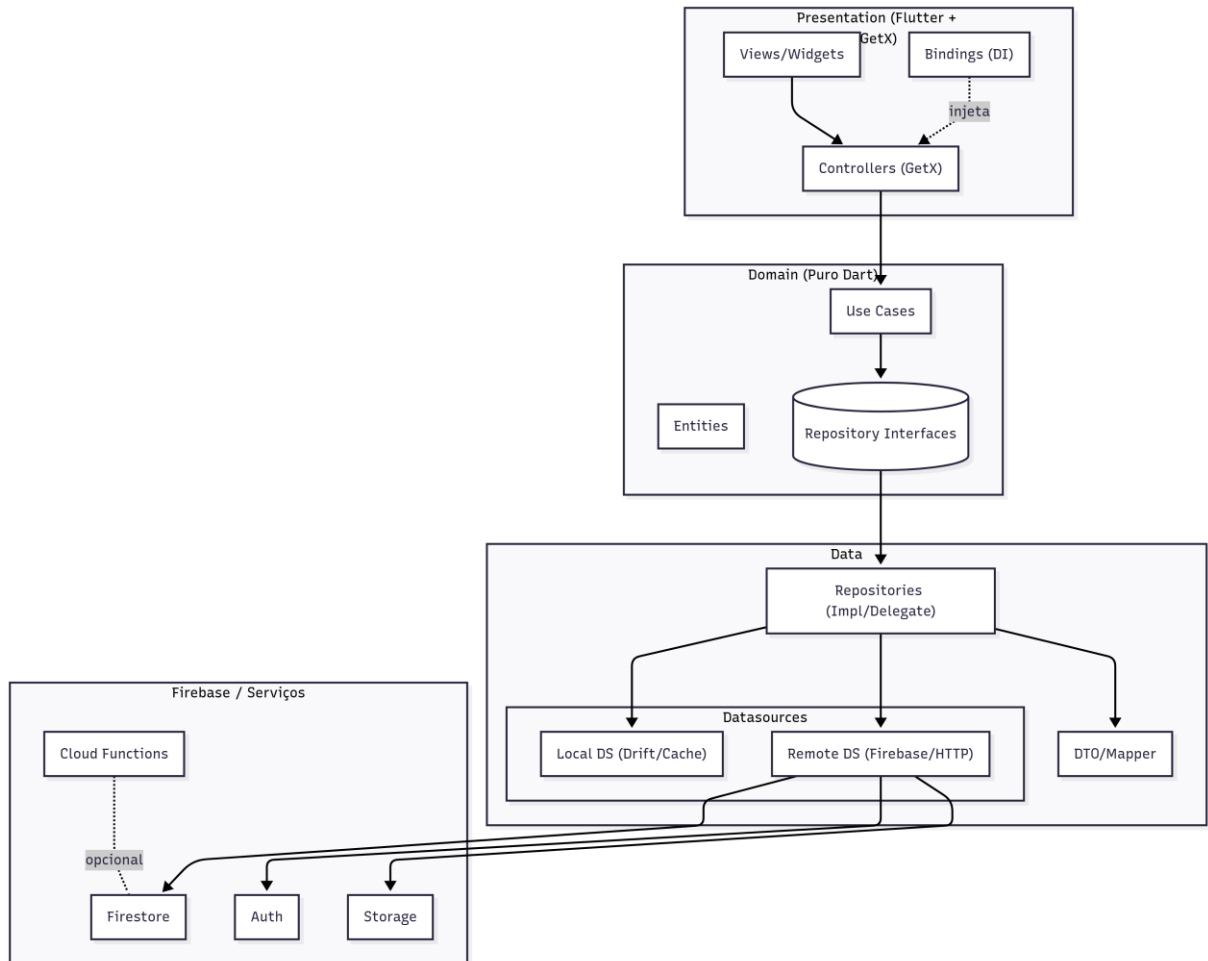 Presentation (Flutter +
GetX)
Views/Widgets
Bindings (DI)
injeta
Controllers (GetX)
Domain (Puro Dart)
Use Cases
Entities
Repository Interfaces
Data
Repositories
(Impl/Delegate)
Firebase / Serviços
Datasources
Cloud Functions
Local DS (Drift/Cache)
Remote DS (Firebase/HTTP)
DTO/Mapper
opcional
Firestore
Auth
Storage